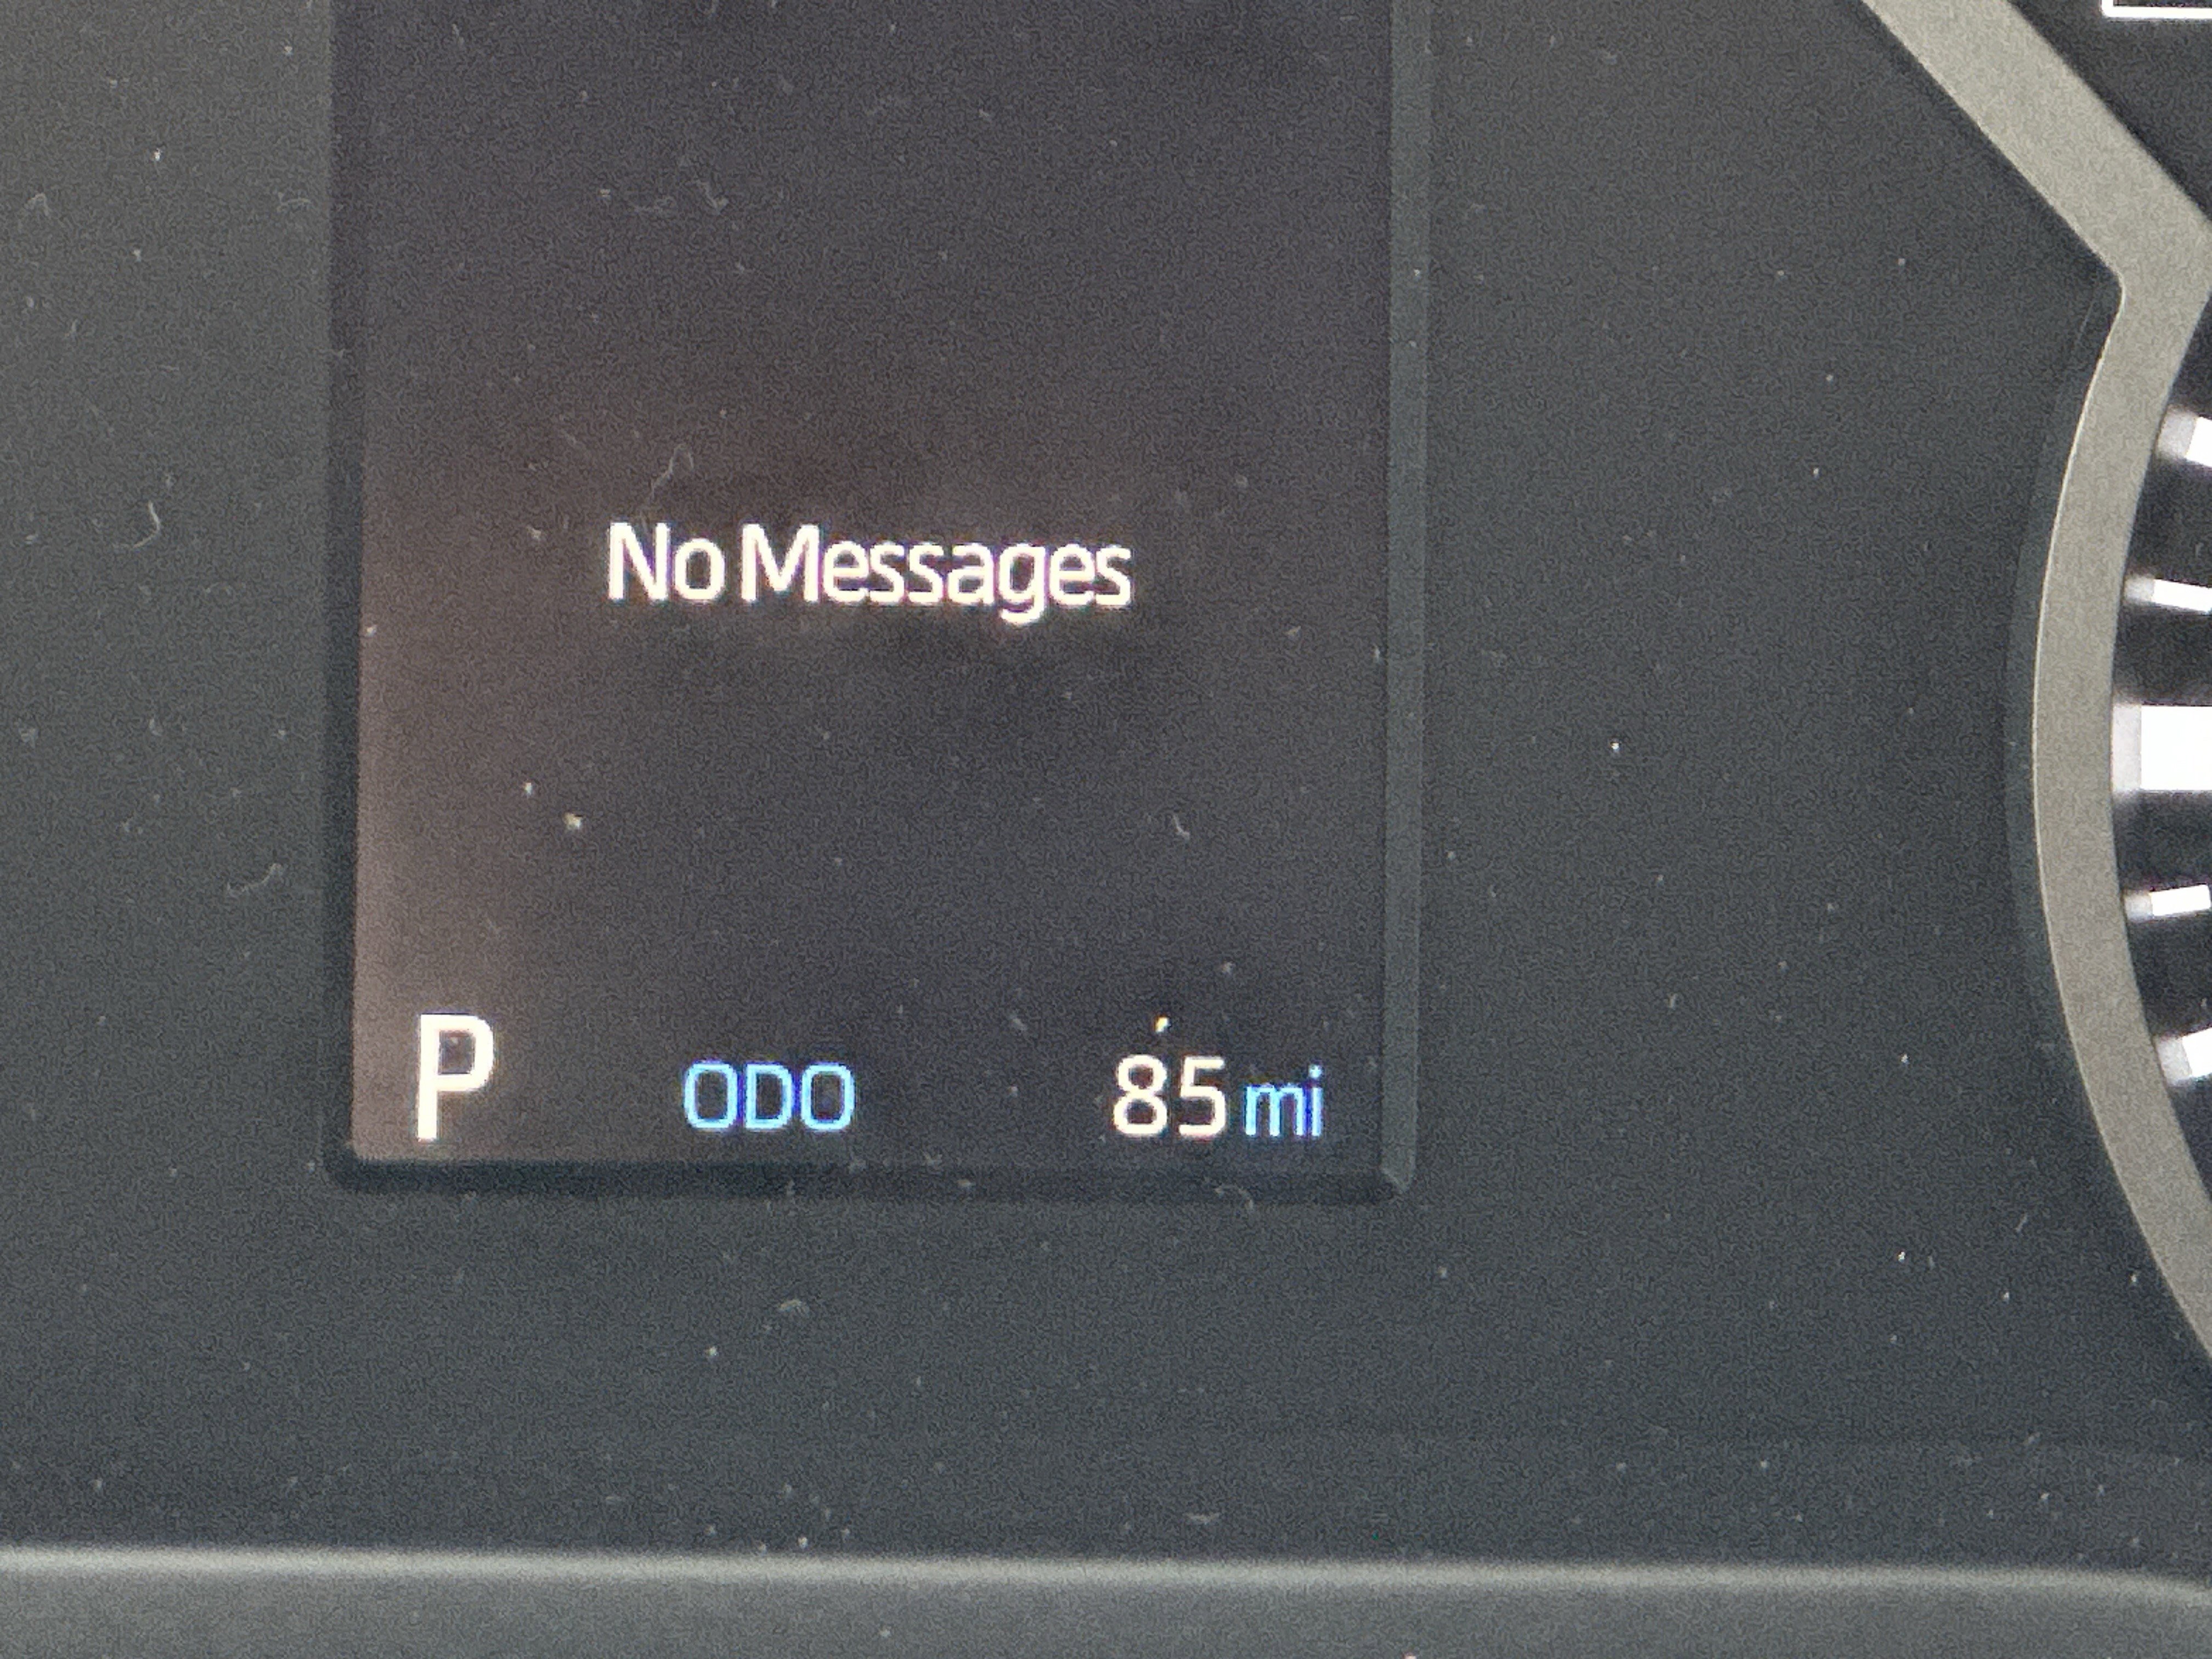 No Messages
P ODO 85 mi